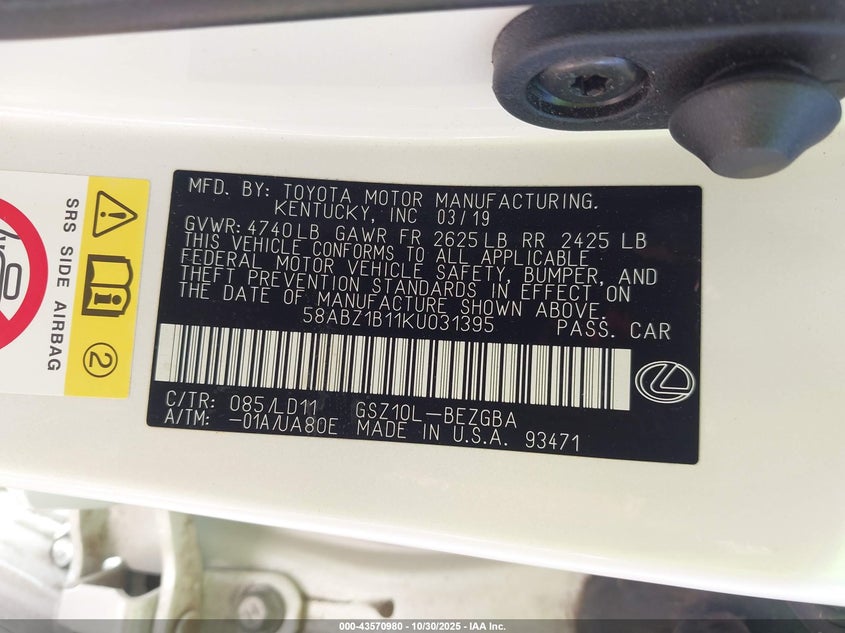 MFD. BY: TOYOTA MOTOR MANUFACTURING.
KENTUCKY, INC 03/19
GVWR: 4740LB GAWR FR 2625LB RR 2425 LB
THIS VEHICLE CONFORMS TO ALL APPLICABLE
FEDERAL MOTOR VEHICLE SAFETY, BUMPER, AND
THEFT PREVENTION STANDARDS IN EFFECT ON
THE DATE OF MANUFACTURE SHOWN ABOVE.
58ABZ1B11KU031395 PASS. CAR
C/TR: 085/LD11 GSZ10L-BEZGBA
A/TM: -01A/UA80E MADE IN U.S.A. 93471
SRS SIDE AIRBAG
2
000-43570980 - 10/30/2025 - IAA Inc.